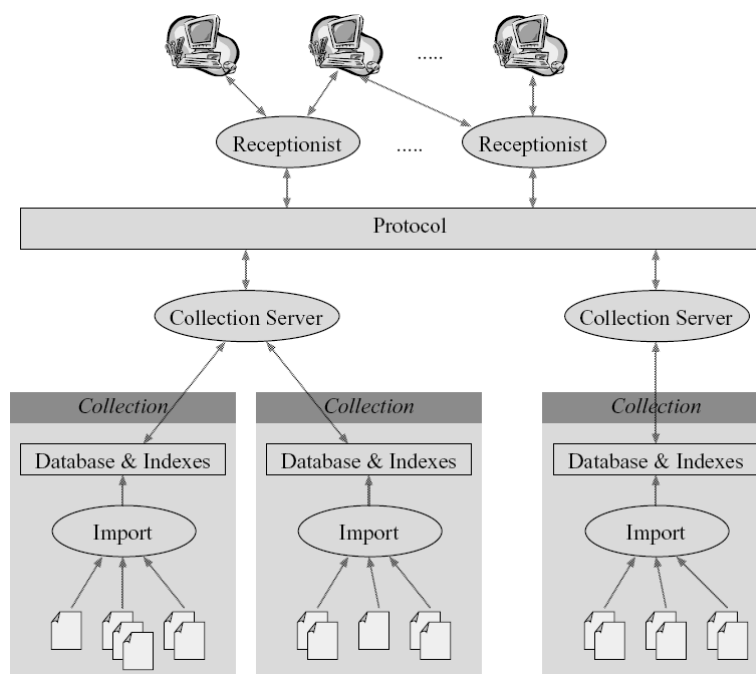 .....
Receptionist
.....
Receptionist
Protocol
Collection Server
Collection Server
Collection
Collection
Collection
Database & Indexes
Database & Indexes
Database & Indexes
Import
Import
Import